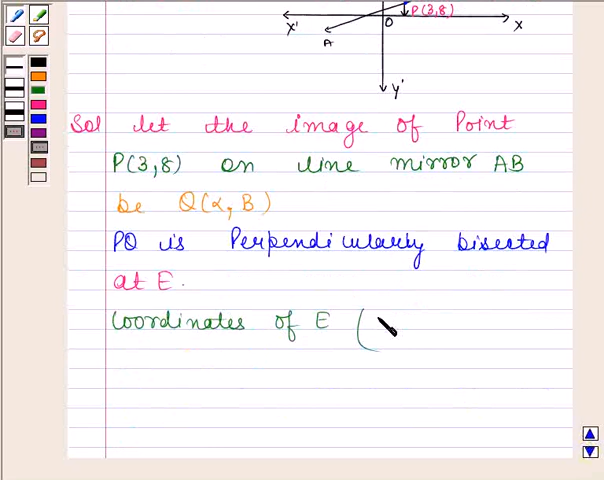 P(3,8)
X' O X
A
Y'
Sol let the image of Point
P(3,8) on line mirror AB
be Q(α, B)
PQ is Perpendicularly bisected
at E.
Coordinates of E (